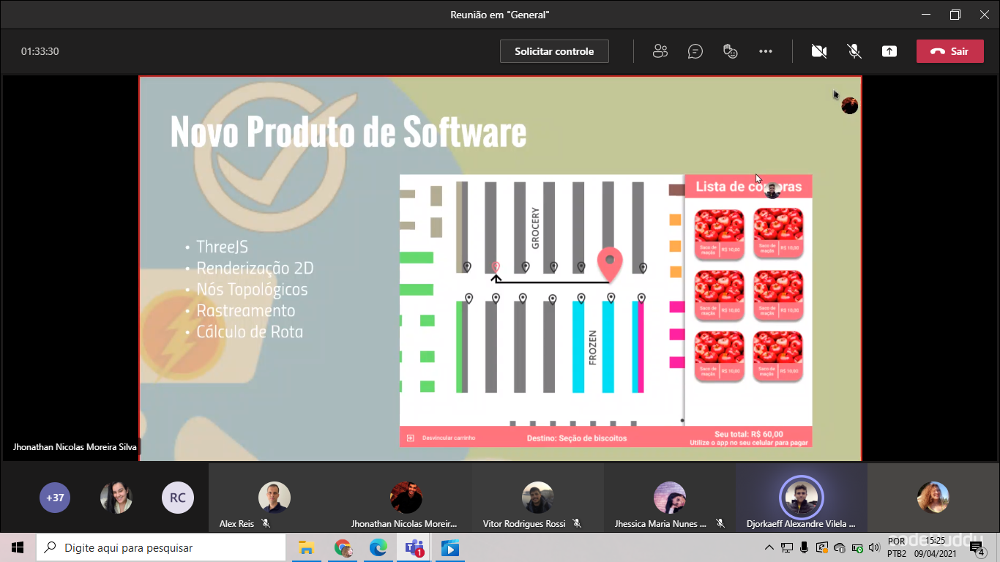 Reunião em "General"
01:33:30
Solicitar controle
Sair
Novo Produto de Software
• ThreeJS
• Renderização 2D
• Nós Topológicos
• Rastreamento
• Cálculo de Rota
GROCERY
FROZEN
Lista de compras
Saco de maçãs R$ 10,00
Saco de maçãs R$ 10,00
Saco de maçãs R$ 10,00
Saco de maçãs R$ 10,00
Saco de maçãs R$ 10,00
Saco de maçãs R$ 10,00
Desvincular carrinho
Destino: Seção de biscoitos
Seu total: R$ 60,00
Utilize o app no seu celular para pagar
Jhonathan Nicolas Moreira Silva
+37
RC
Alex Reis
Jhonathan Nicolas Moreir...
Vitor Rodrigues Rossi
Jhessica Maria Nunes ...
Djorkaeff Alexandre Vilela ...
Digite aqui para pesquisar
1
POR
PTB2
15:25
09/04/2021
4